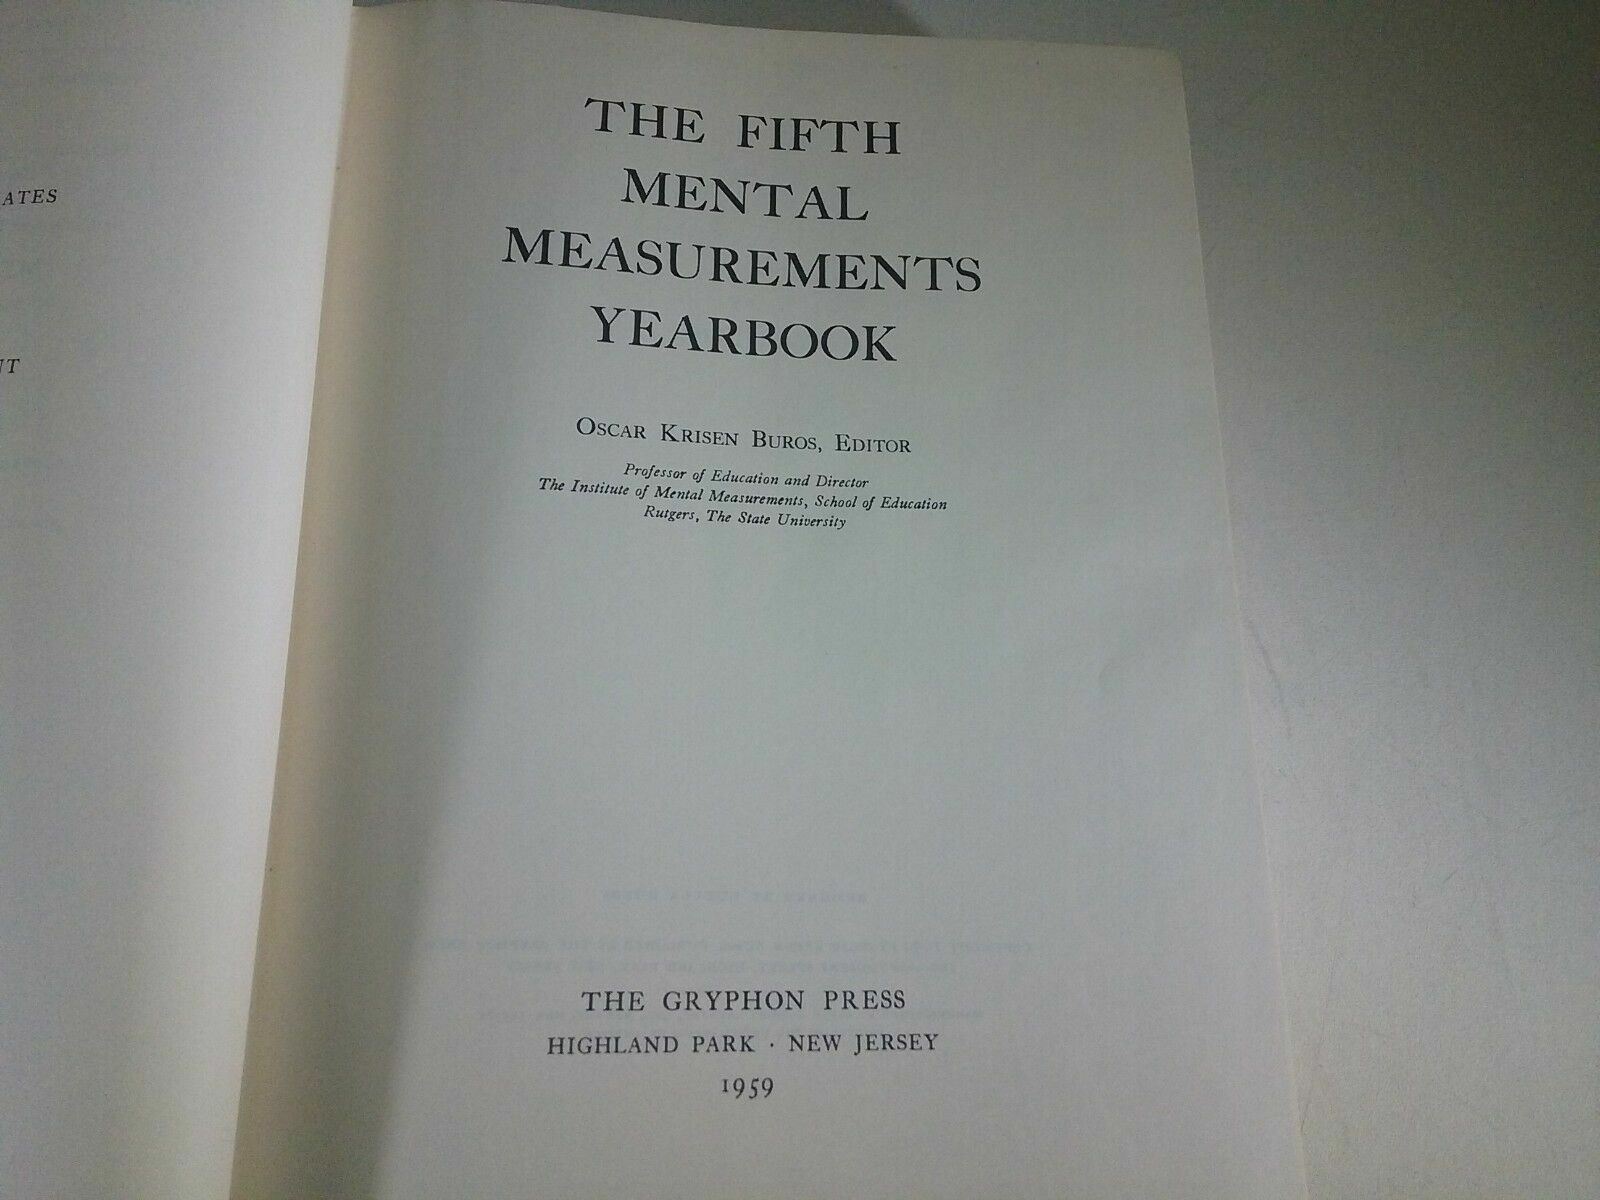 ATES
NT
THE FIFTH
MENTAL
MEASUREMENTS
YEARBOOK
OSCAR KRISEN BUROS, EDITOR
Professor of Education and Director
The Institute of Mental Measurements, School of Education
Rutgers, The State University
THE GRYPHON PRESS
HIGHLAND PARK · NEW JERSEY
1959